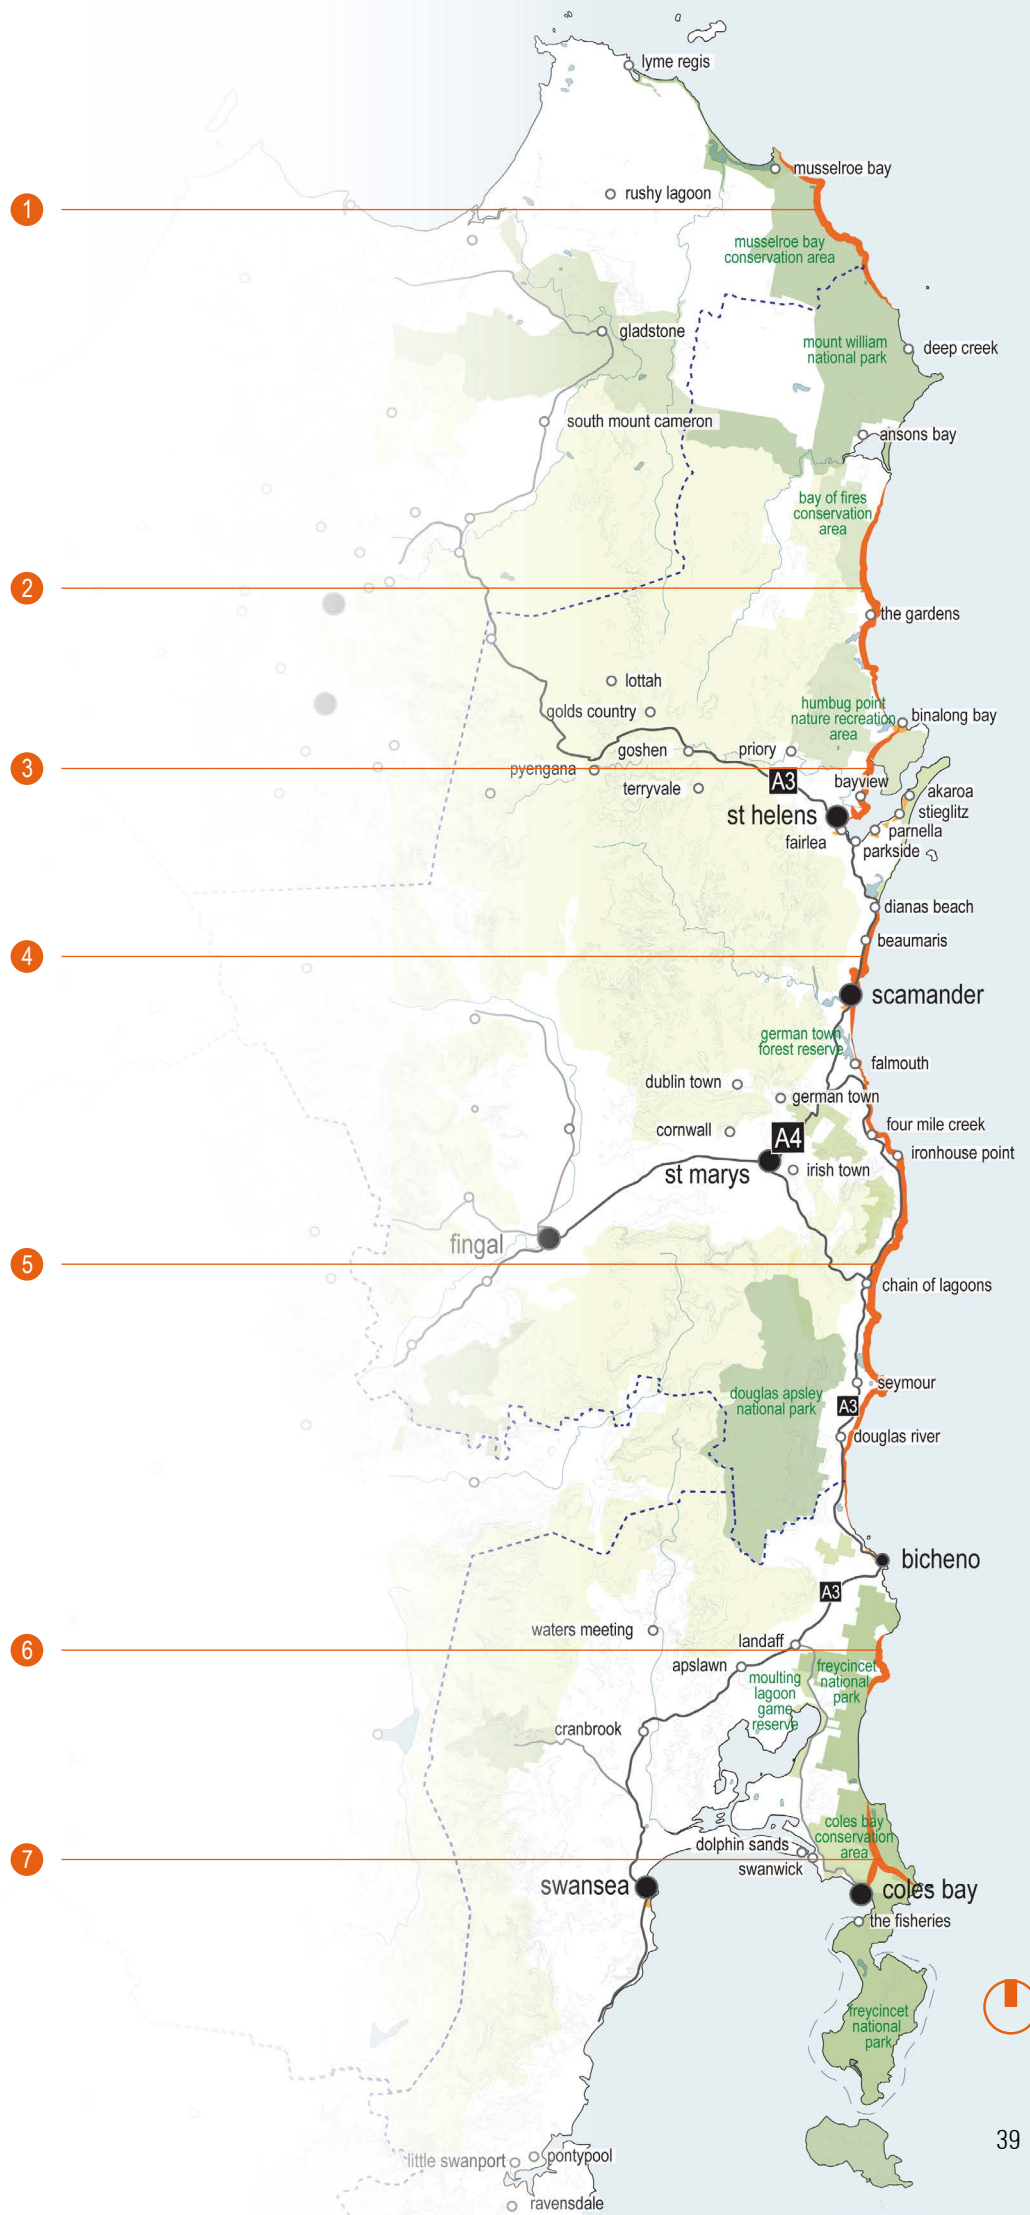 lyme regis
musselroe bay
rushy lagoon
1
musselroe bay
conservation area
gladstone
mount william
national park
deep creek
south mount cameron
ansons bay
bay of fires
conservation
area
2
the gardens
lottah
humbug point
nature recreation
area
golds country
binalong bay
goshen
priory
3
pyengana
A3
bayview
terryvale
akaroa
stieglitz
st helens
parnella
fairlea
parkside
dianas beach
beaumaris
4
scamander
german town
forest reserve
falmouth
dublin town
german town
cornwall
A4
four mile creek
ironhouse point
st marys
irish town
fingal
5
chain of lagoons
seymour
douglas apsley
national park
A3
douglas river
bicheno
A3
waters meeting
landaff
6
apslawn
freycinet
national
park
moulting
lagoon
game
reserve
cranbrook
coles bay
conservation
area
dolphin sands
7
swanwick
swansea
coles bay
the fisheries
freycinet
national
park
39
little swanport
pontypool
ravensdale